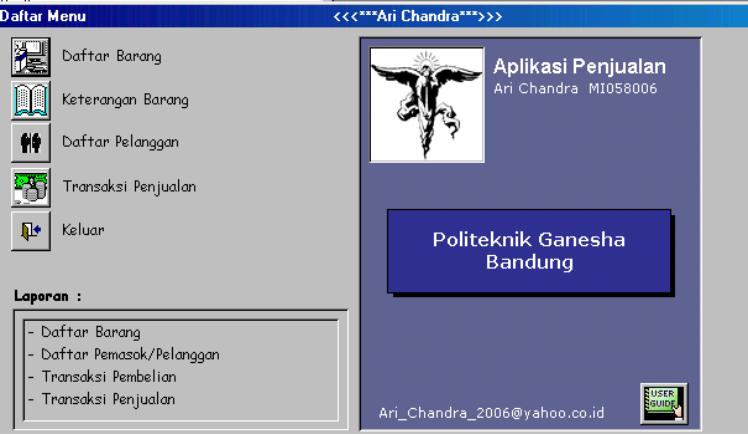 Daftar Menu
<<<***Ari Chandra***>>>
Daftar Barang
Keterangan Barang
Daftar Pelanggan
Transaksi Penjualan
Keluar
Laporan :
- Daftar Barang
- Daftar Pemasok/Pelanggan
- Transaksi Pembelian
- Transaksi Penjualan
Aplikasi Penjualan
Ari Chandra MI058006
Politeknik Ganesha
Bandung
Ari_Chandra_2006@yahoo.co.id
USER
GUIDE